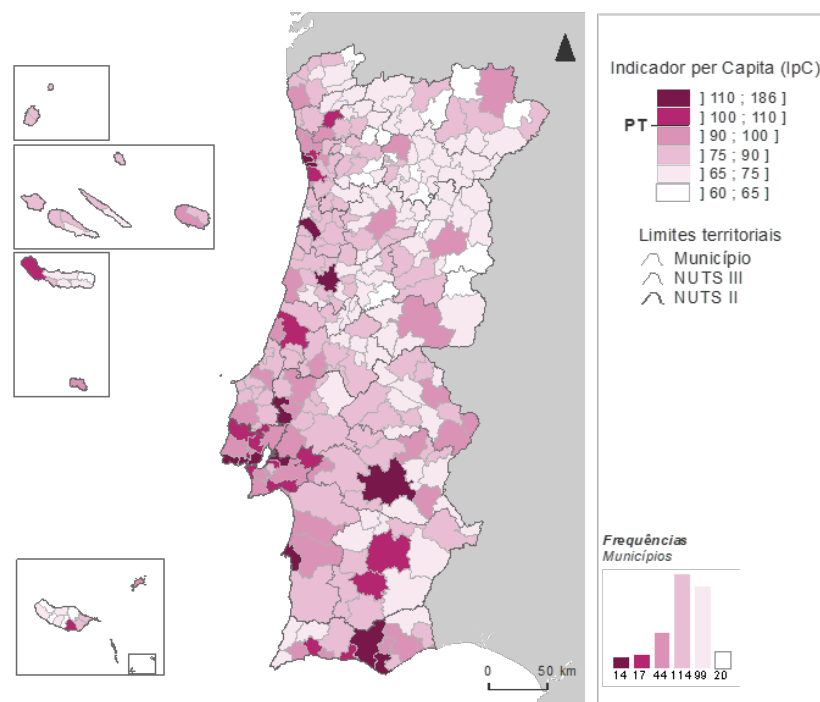 Indicador per Capita (IpC)
] 110 ; 186 ]
] 100 ; 110 ]
PT
] 90 ; 100 ]
] 75 ; 90 ]
] 65 ; 75 ]
] 60 ; 65 ]
Limites territoriais
Município
NUTS III
NUTS II
Frequências
Municípios
14 17 44 114 99 20
0 50 km